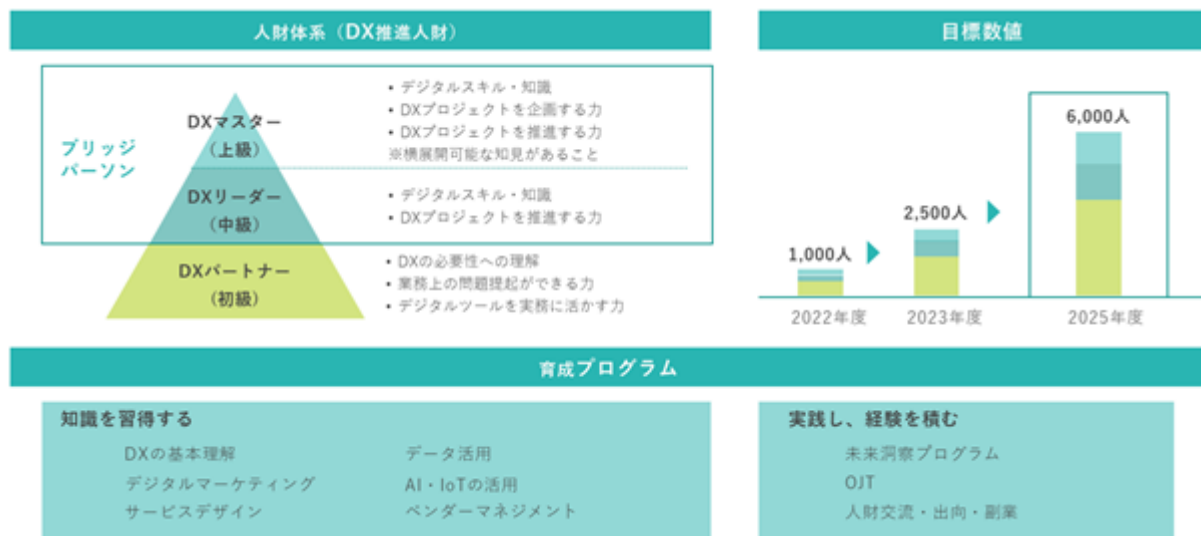 人財体系（DX推進人財）
ブリッジ
パーソン
DXマスター
（上級）
• デジタルスキル・知識
• DXプロジェクトを企画する力
• DXプロジェクトを推進する力
※横展開可能な知見があること
DXリーダー
（中級）
• デジタルスキル・知識
• DXプロジェクトを推進する力
DXパートナー
（初級）
• DXの必要性への理解
• 業務上の問題提起ができる力
• デジタルツールを実務に活かす力
目標数値
1,000人
2,500人
6,000人
2022年度
2023年度
2025年度
育成プログラム
知識を習得する
DXの基本理解
デジタルマーケティング
サービスデザイン
データ活用
AI・IoTの活用
ベンダーマネジメント
実践し、経験を積む
未来洞察プログラム
OJT
人財交流・出向・副業